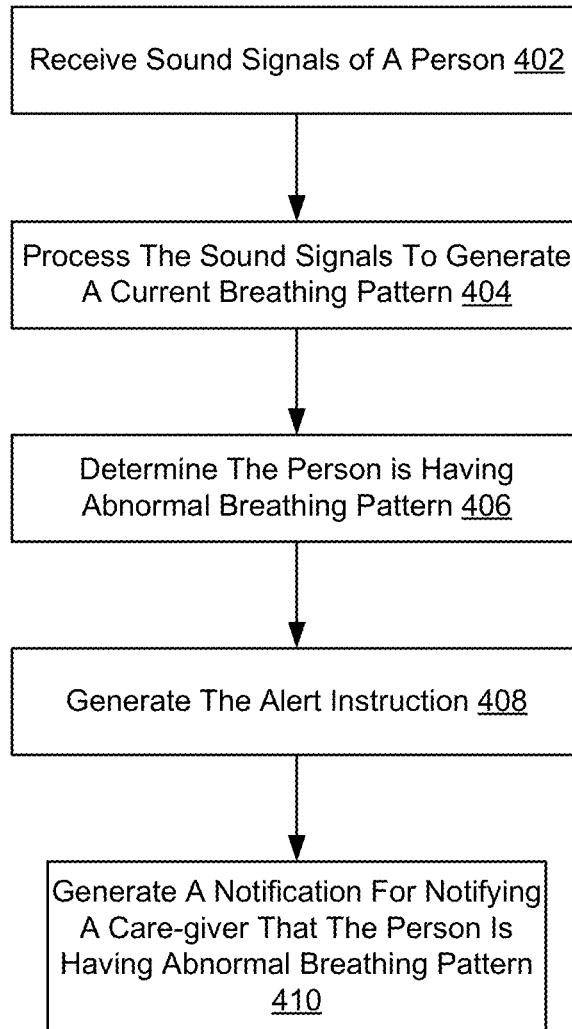 Receive Sound Signals of A Person 402
Process The Sound Signals To Generate
A Current Breathing Pattern 404
Determine The Person is Having
Abnormal Breathing Pattern 406
Generate The Alert Instruction 408
Generate A Notification For Notifying
A Care-giver That The Person Is
Having Abnormal Breathing Pattern
410